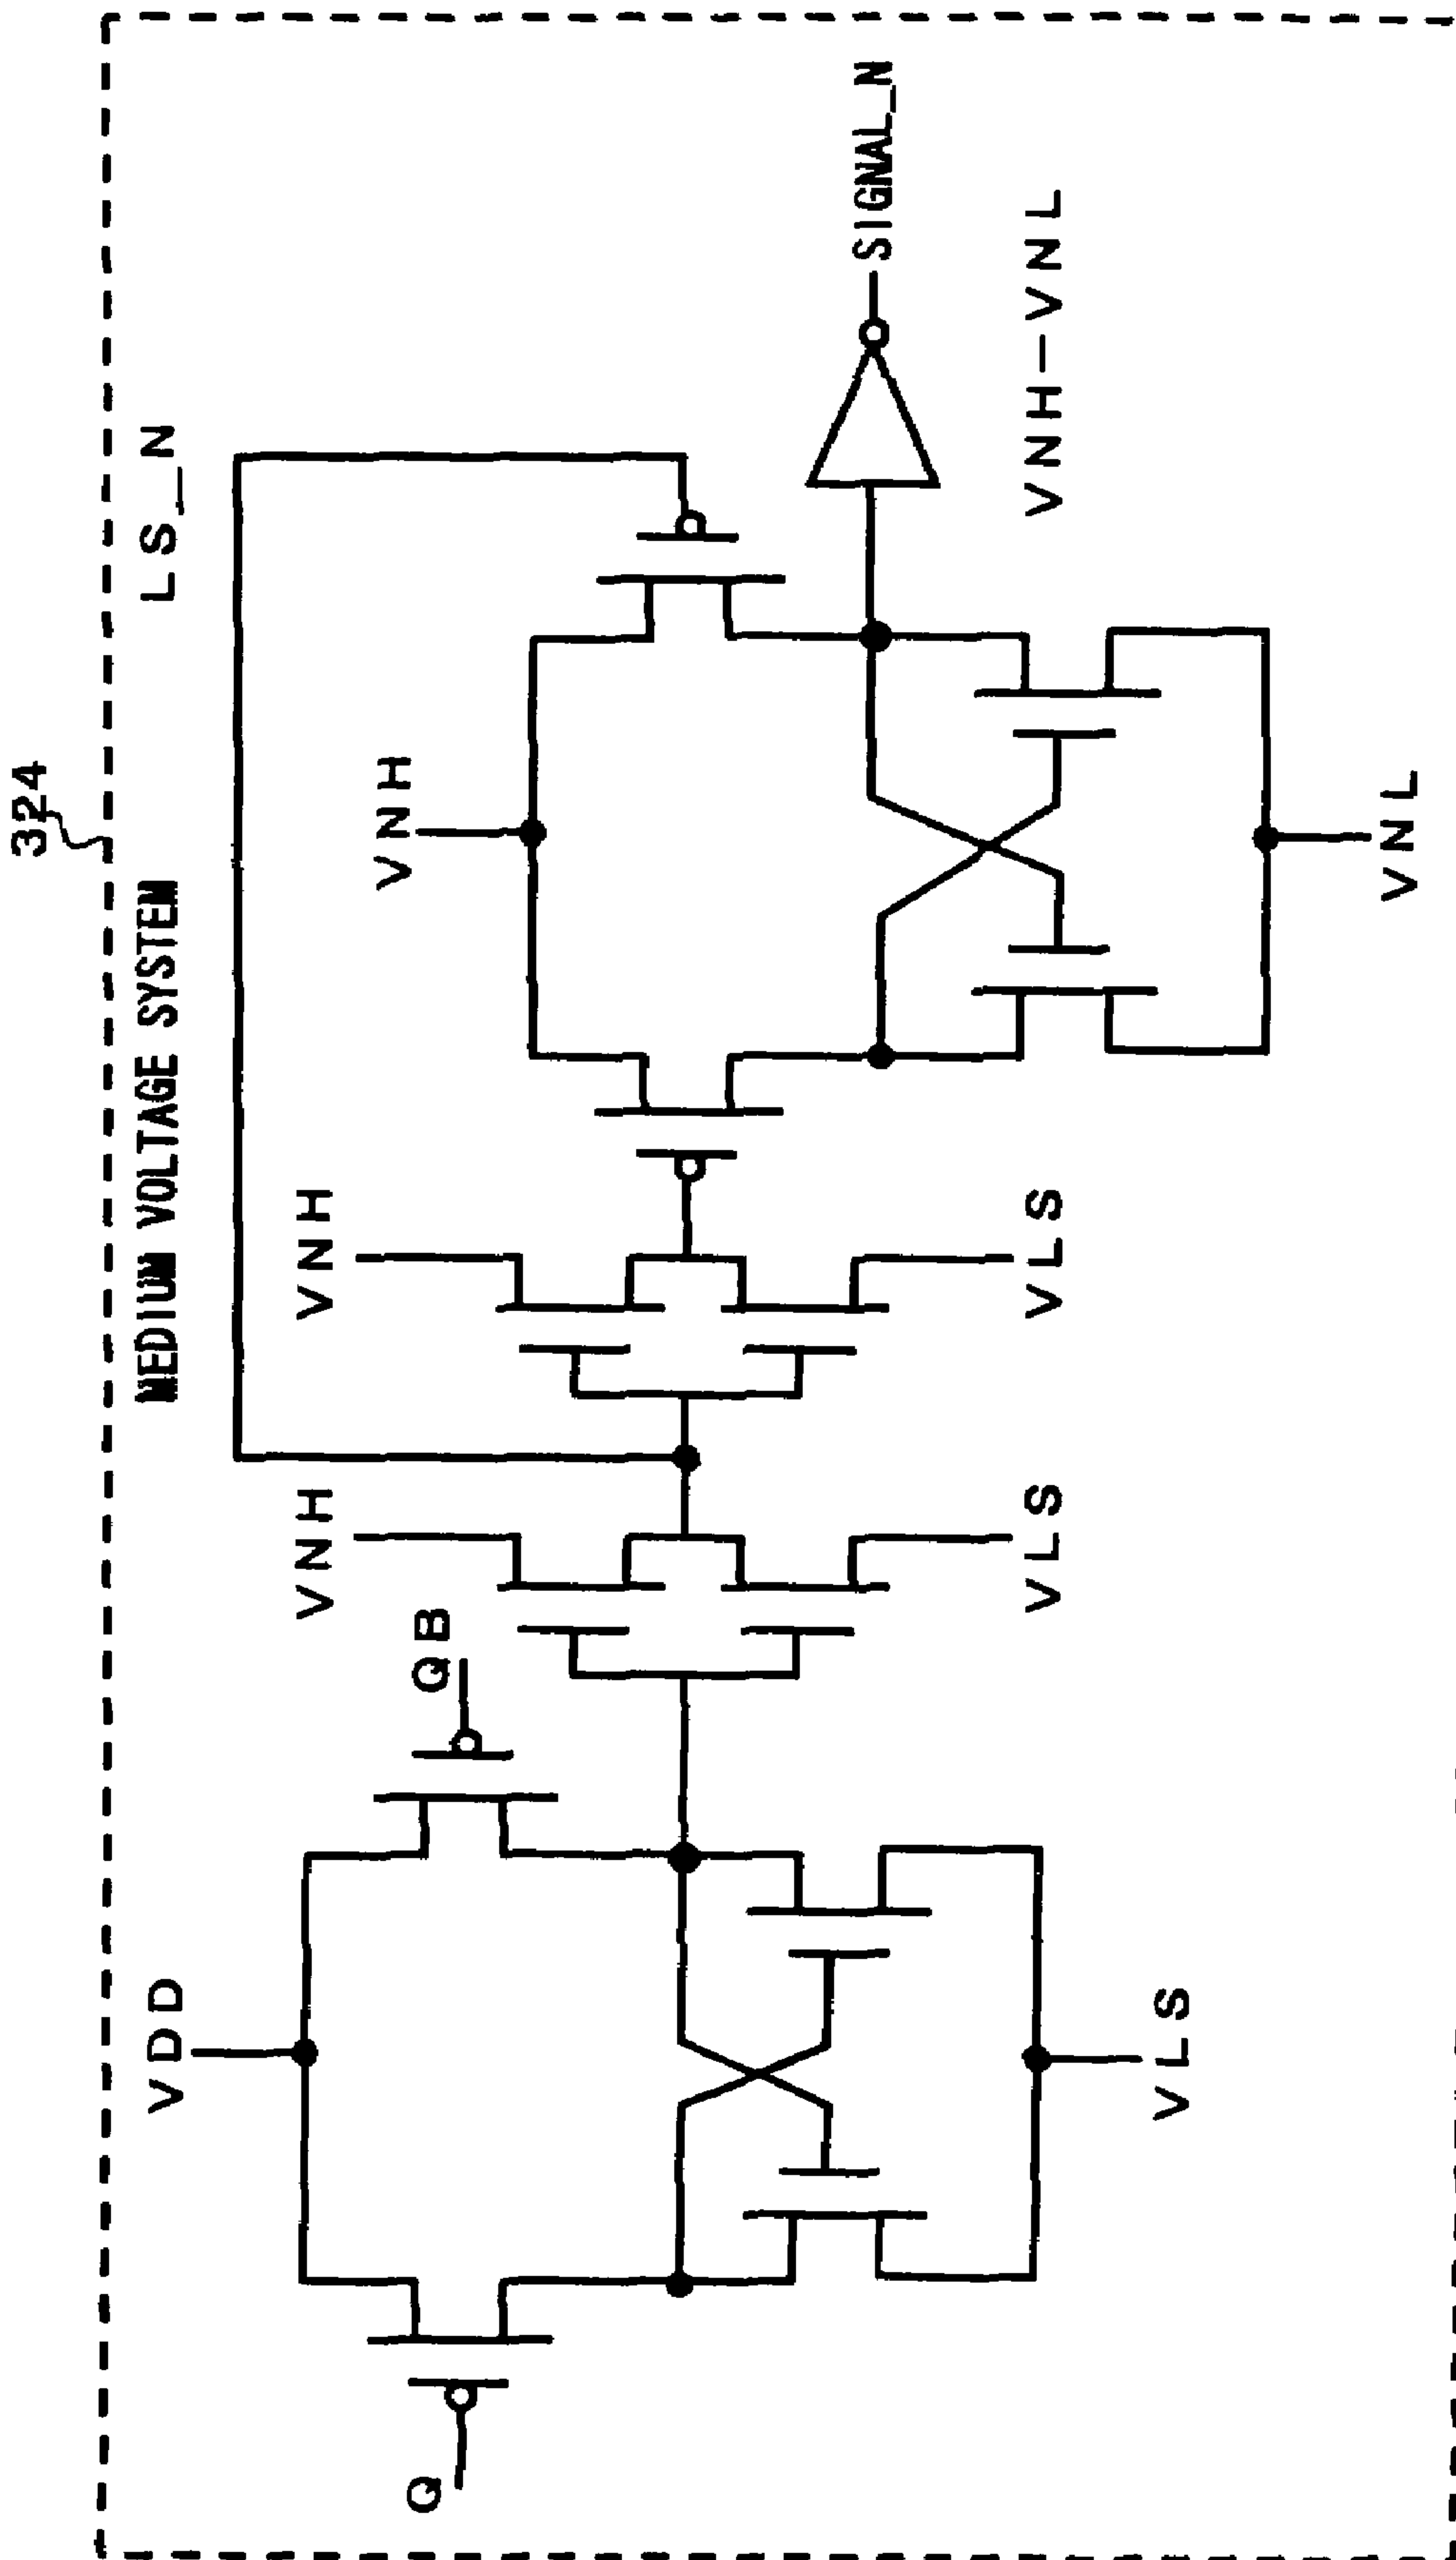 324
MEDIUM VOLTAGE SYSTEM
LS_N
VDD
Q
QB
VLS
VNH
VLS
VNH
VLS
VNH
VNL
SIGNAL_N
VNH-VNL